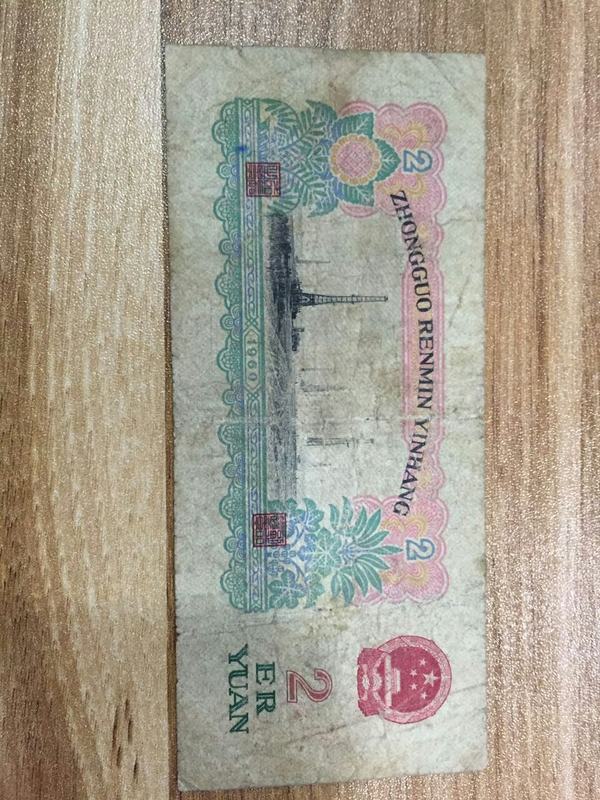 2
ZHONGGUO RENMIN YINHANG
2
1960
2
ER
YUAN